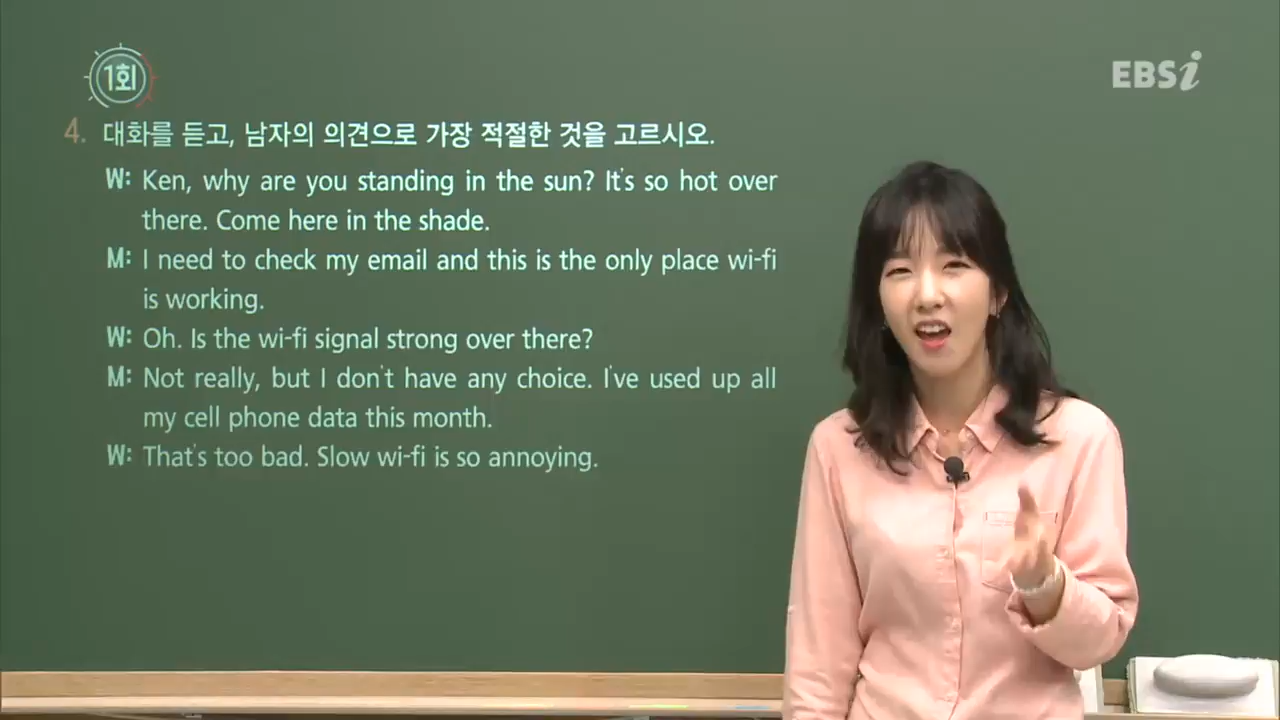 1회
EBSi
4. 대화를 듣고, 남자의 의견으로 가장 적절한 것을 고르시오.
W: Ken, why are you standing in the sun? It's so hot over
there. Come here in the shade.
M: I need to check my email and this is the only place wi-fi
is working.
W: Oh. Is the wi-fi signal strong over there?
M: Not really, but I don't have any choice. I've used up all
my cell phone data this month.
W: That's too bad. Slow wi-fi is so annoying.